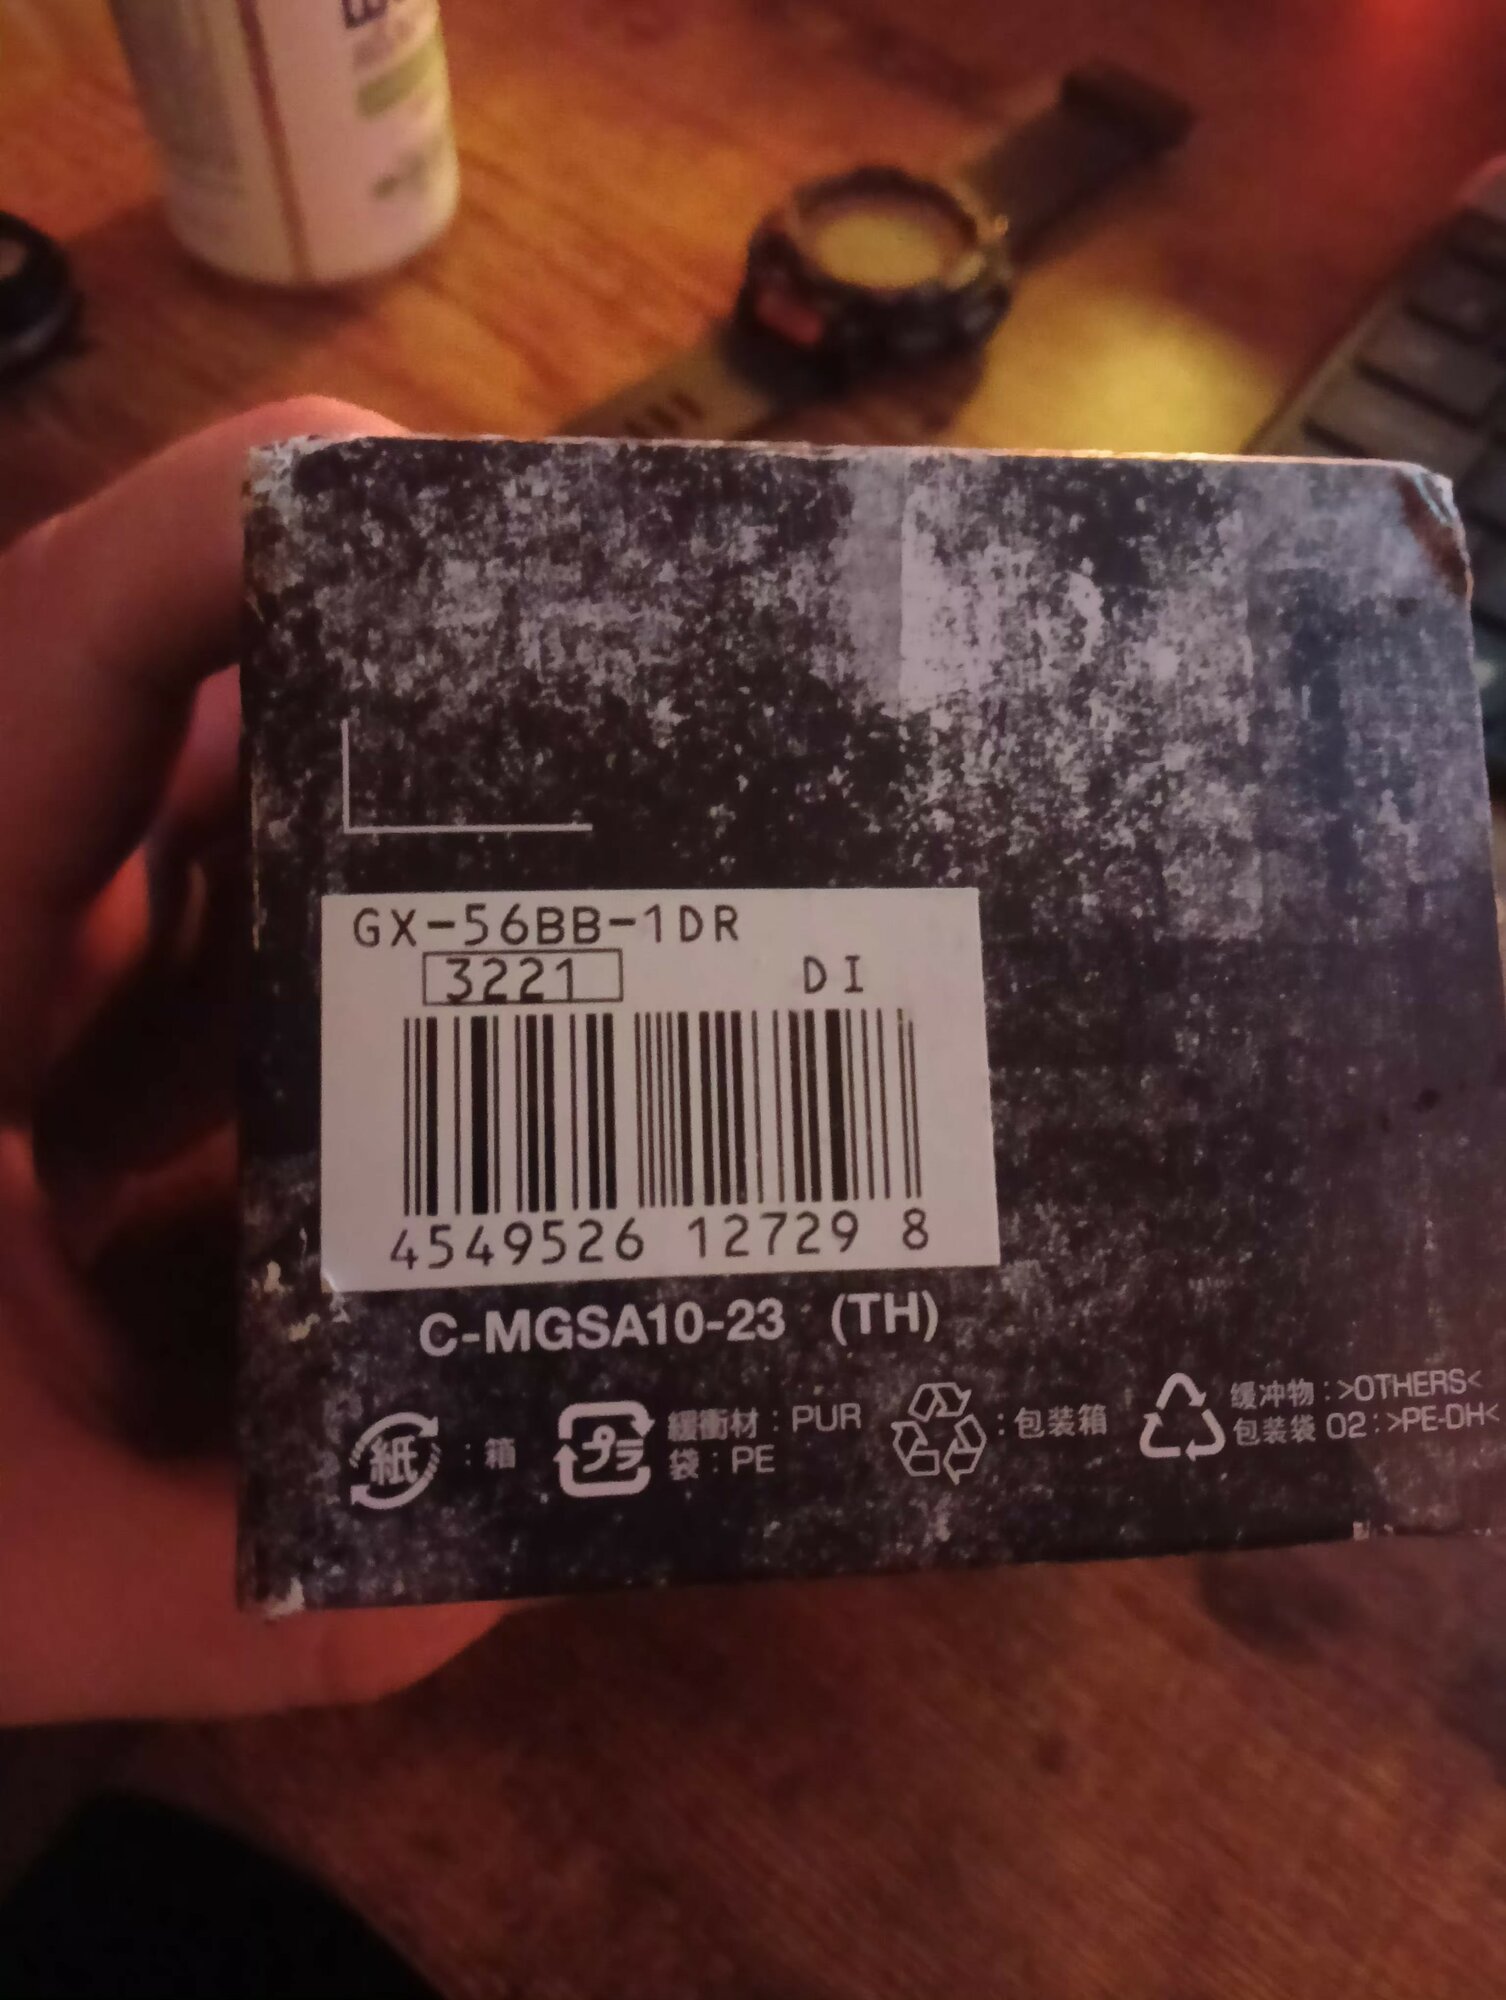 GX-56BB-1DR
3221 DI
4549526 12729 8
C-MGSA10-23 (TH)
紙 : 箱
プラ 緩衝材 : PUR
袋 : PE
: 包装箱
缓冲物 : >OTHERS<
包装袋 02 : >PE-DH<